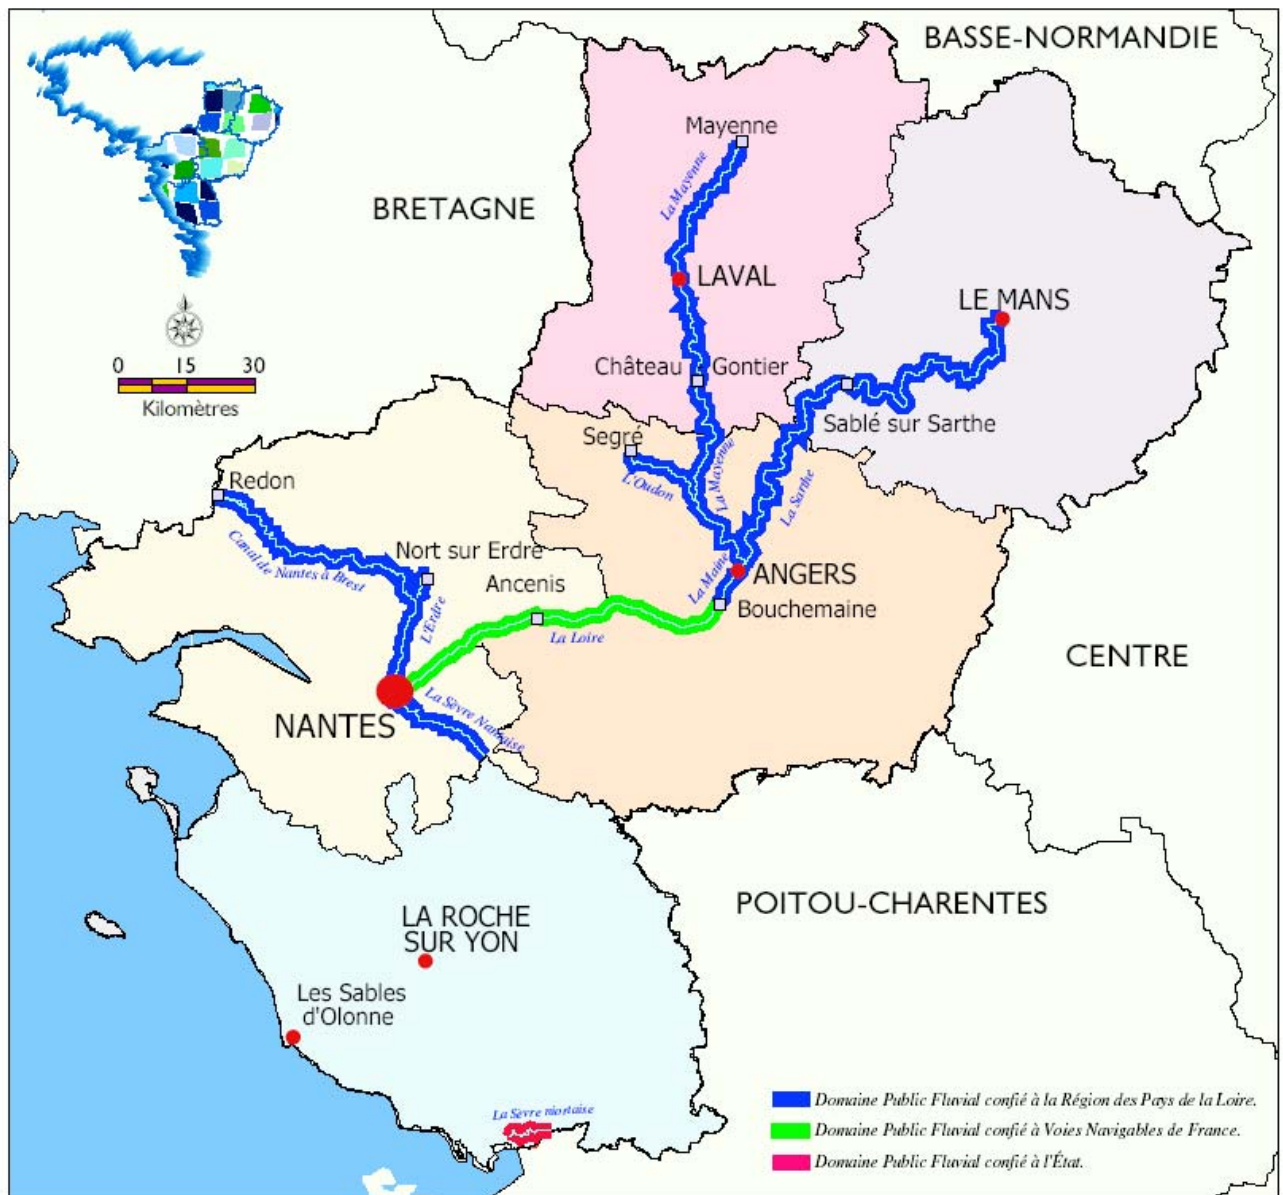 BASSE-NORMANDIE
Mayenne
La Mayenne
BRETAGNE
LAVAL
LE MANS
0 15 30
Kilomètres
Château Gontier
Sablé sur Sarthe
Segré
L'Oudon
La Mayenne
La Sarthe
Redon
Canal de Nantes à Brest
Nort sur Erdre
L'Erdre
Ancenis
La Loire
La Maine
ANGERS
Bouchemaine
CENTRE
NANTES
La Sèvre Nantaise
POITOU-CHARENTES
LA ROCHE
SUR YON
Les Sables
d'Olonne
La Sèvre niortaise
Domaine Public Fluvial confié à la Région des Pays de la Loire.
Domaine Public Fluvial confié à Voies Navigables de France.
Domaine Public Fluvial confié à l'État.